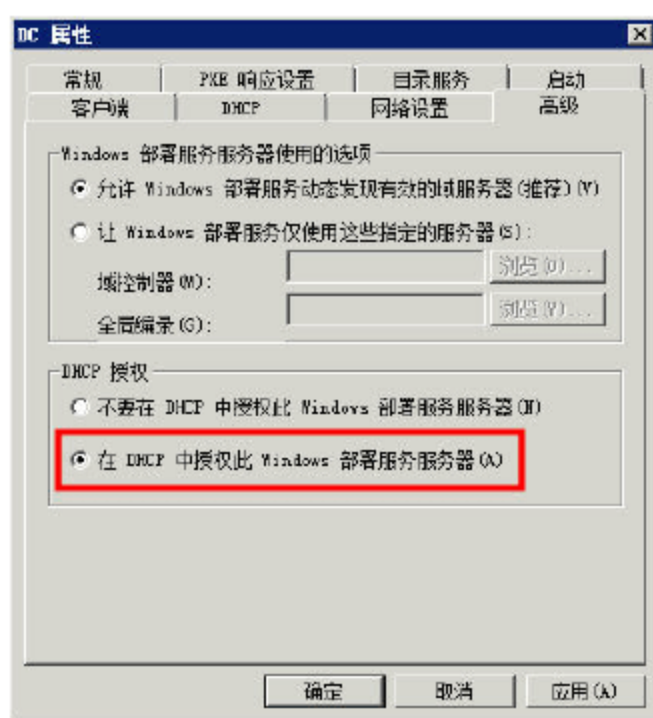 DC 属性
常规 PXE 响应设置 目录服务 启动
客户端 DHCP 网络设置 高级
Windows 部署服务服务器使用的选项
允许 Windows 部署服务动态发现有效的域服务器(推荐)(V)
让 Windows 部署服务仅使用这些指定的服务器(S):
浏览(O)...
域控制器(M):
浏览(R)...
全局编录(G):
DHCP 授权
不要在 DHCP 中授权此 Windows 部署服务服务器(N)
在 DHCP 中授权此 Windows 部署服务服务器(A)
确定 取消 应用(A)